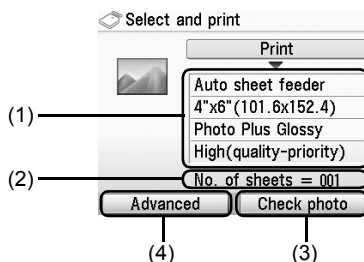 Select and print
Print
Auto sheet feeder
4"x6"(101.6x152.4)
(1)
Photo Plus Glossy
High(quality-priority)
(2)
No. of sheets = 001
Advanced
Check photo
(4)
(3)